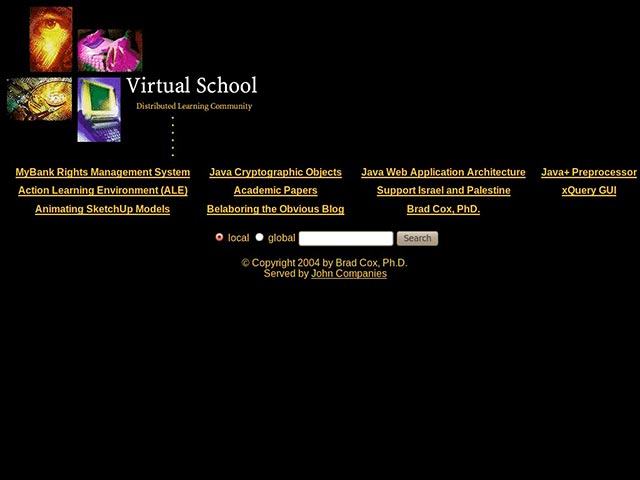 Virtual School
Distributed Learning Community
MyBank Rights Management System Java Cryptographic Objects Java Web Application Architecture Java+ Preprocessor
Action Learning Environment (ALE) Academic Papers Support Israel and Palestine xQuery GUI
Animating SketchUp Models Belaboring the Obvious Blog Brad Cox, PhD.
local global Search
© Copyright 2004 by Brad Cox, Ph.D.
Served by John Companies